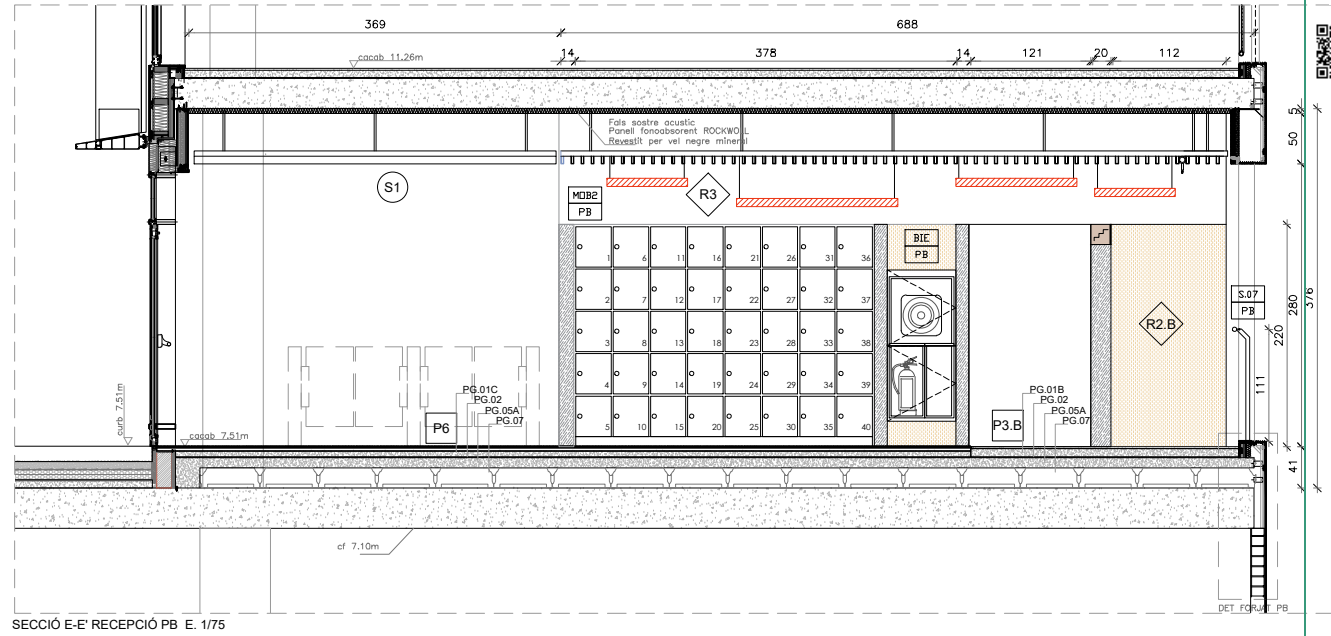 369
688
14
378
14
121
20
112
cacab 11.26m
5
50
Fals sostre acustic
Panell fonoabsorent ROCKWOOL
Revestit per vel negre mineral
S1
MOB2
PB
R3
BIE
PB
1 6 11 16 21 26 31 36
2 7 12 17 22 27 32 37
3 8 13 18 23 28 33 38
4 9 14 19 24 29 34 39
5 10 15 20 25 30 35 40
R2.B
S.07
PB
280
376
220
111
curb 7.51m
cacab 7.51m
P6
PG.01C
PG.02
PG.05A
PG.07
P3.B
PG.01B
PG.02
PG.05A
PG.07
41
cf 7.10m
DET FORJAT PB
SECCIÓ E-E' RECEPCIÓ PB E. 1/75